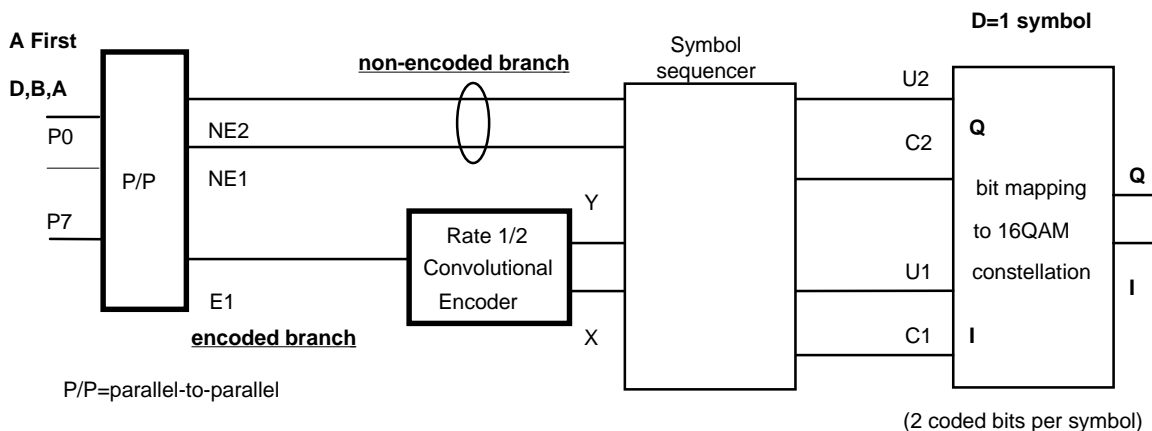 D=1 symbol
A First
Symbol
sequencer
non-encoded branch
D,B,A
U2
P0
NE2
Q
C2
P/P
NE1
Q
bit mapping
P7
Y
Rate 1/2
to 16QAM
Convolutional
U1
constellation
Encoder
I
E1
X
C1
I
encoded branch
P/P=parallel-to-parallel
(2 coded bits per symbol)